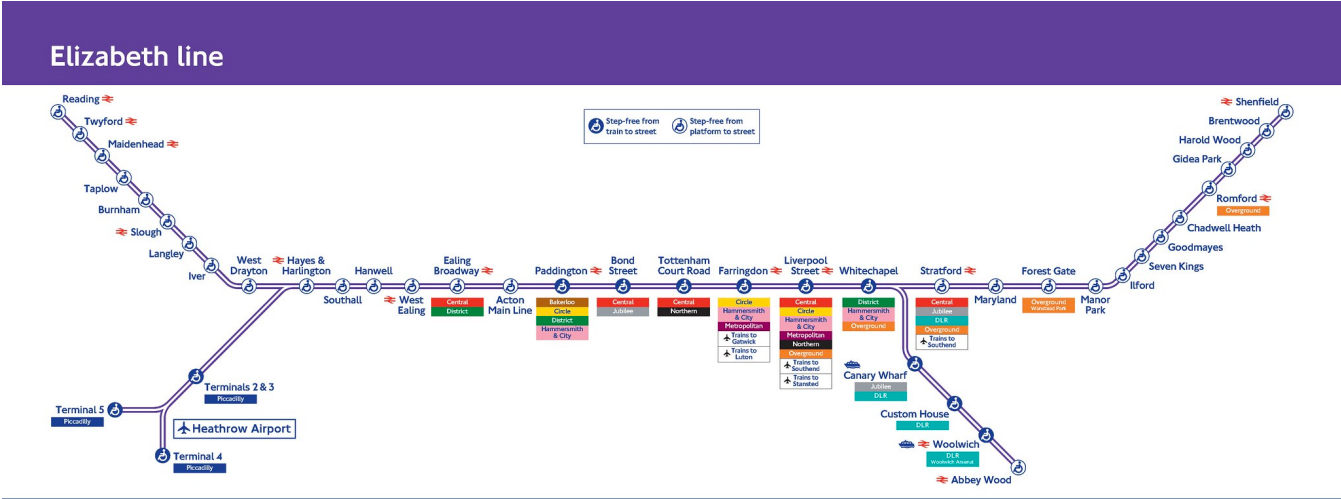 Elizabeth line
Step-free from
train to street
Step-free from
platform to street
Reading
Twyford
Maidenhead
Taplow
Burnham
Slough
Langley
Iver
West
Drayton
Hayes &
Harlington
Southall
Hanwell
West
Ealing
Ealing
Broadway
Central
District
Acton
Main Line
Paddington
Bakerloo
Circle
District
Hammersmith
& City
Bond
Street
Central
Jubilee
Tottenham
Court Road
Central
Northern
Farringdon
Circle
Hammersmith
& City
Metropolitan
Trains to
Gatwick
Trains to
Luton
Liverpool
Street
Central
Circle
Hammersmith
& City
Metropolitan
Northern
Overground
Trains to
Southend
Trains to
Stansted
Whitechapel
District
Hammersmith
& City
Overground
Stratford
Central
Jubilee
DLR
Overground
Trains to
Southend
Maryland
Forest Gate
Overground
Wanstead Park
Manor
Park
Ilford
Seven Kings
Goodmayes
Chadwell Heath
Romford
Overground
Gidea Park
Harold Wood
Brentwood
Shenfield
Canary Wharf
Jubilee
DLR
Custom House
DLR
Woolwich
DLR
Woolwich Arsenal
Abbey Wood
Terminals 2 & 3
Piccadilly
Terminal 5
Piccadilly
Heathrow Airport
Terminal 4
Piccadilly